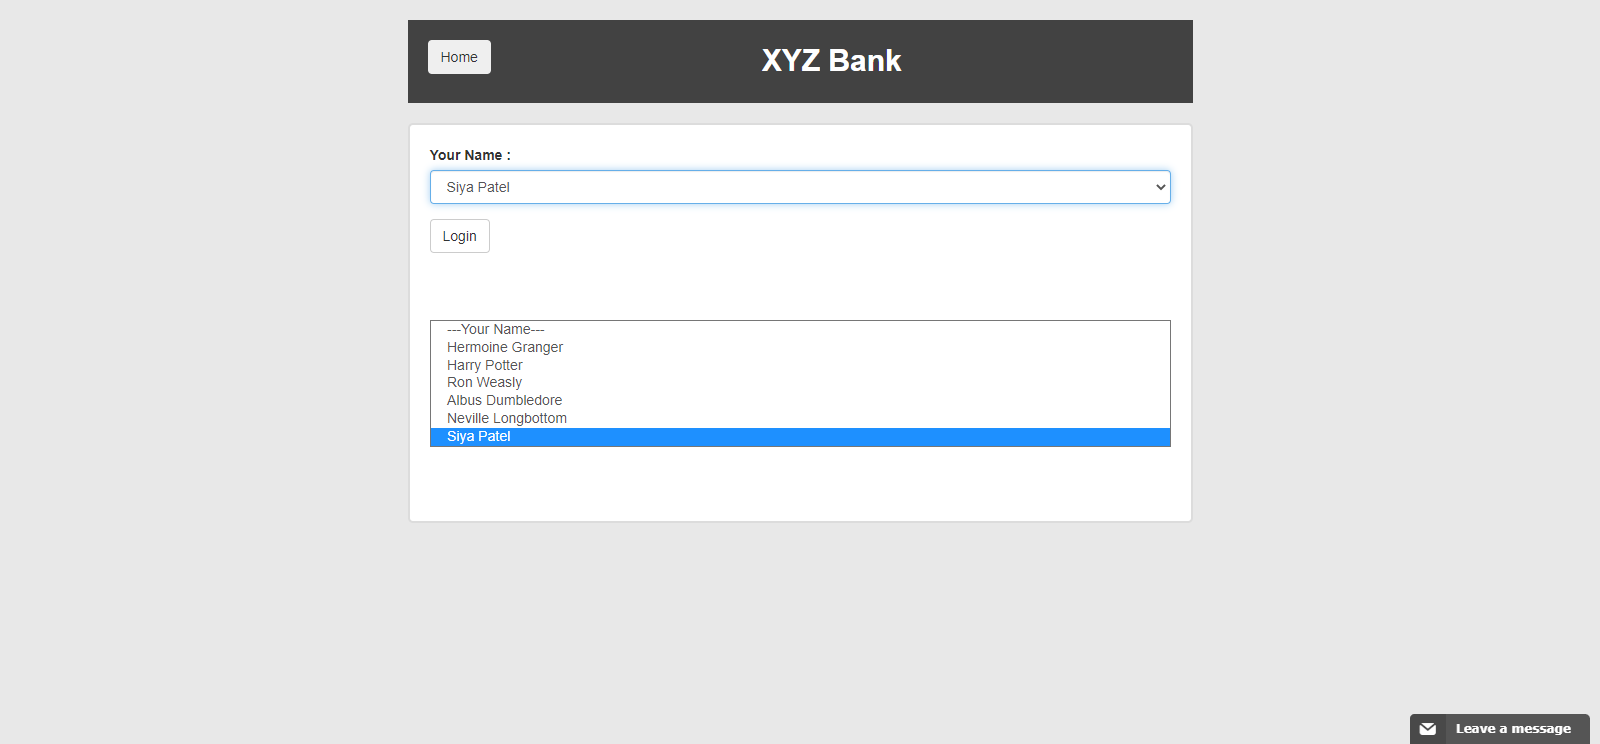 Home
XYZ Bank
Your Name :
Siya Patel
Login
---Your Name---
Hermoine Granger
Harry Potter
Ron Weasly
Albus Dumbledore
Neville Longbottom
Siya Patel
Leave a message